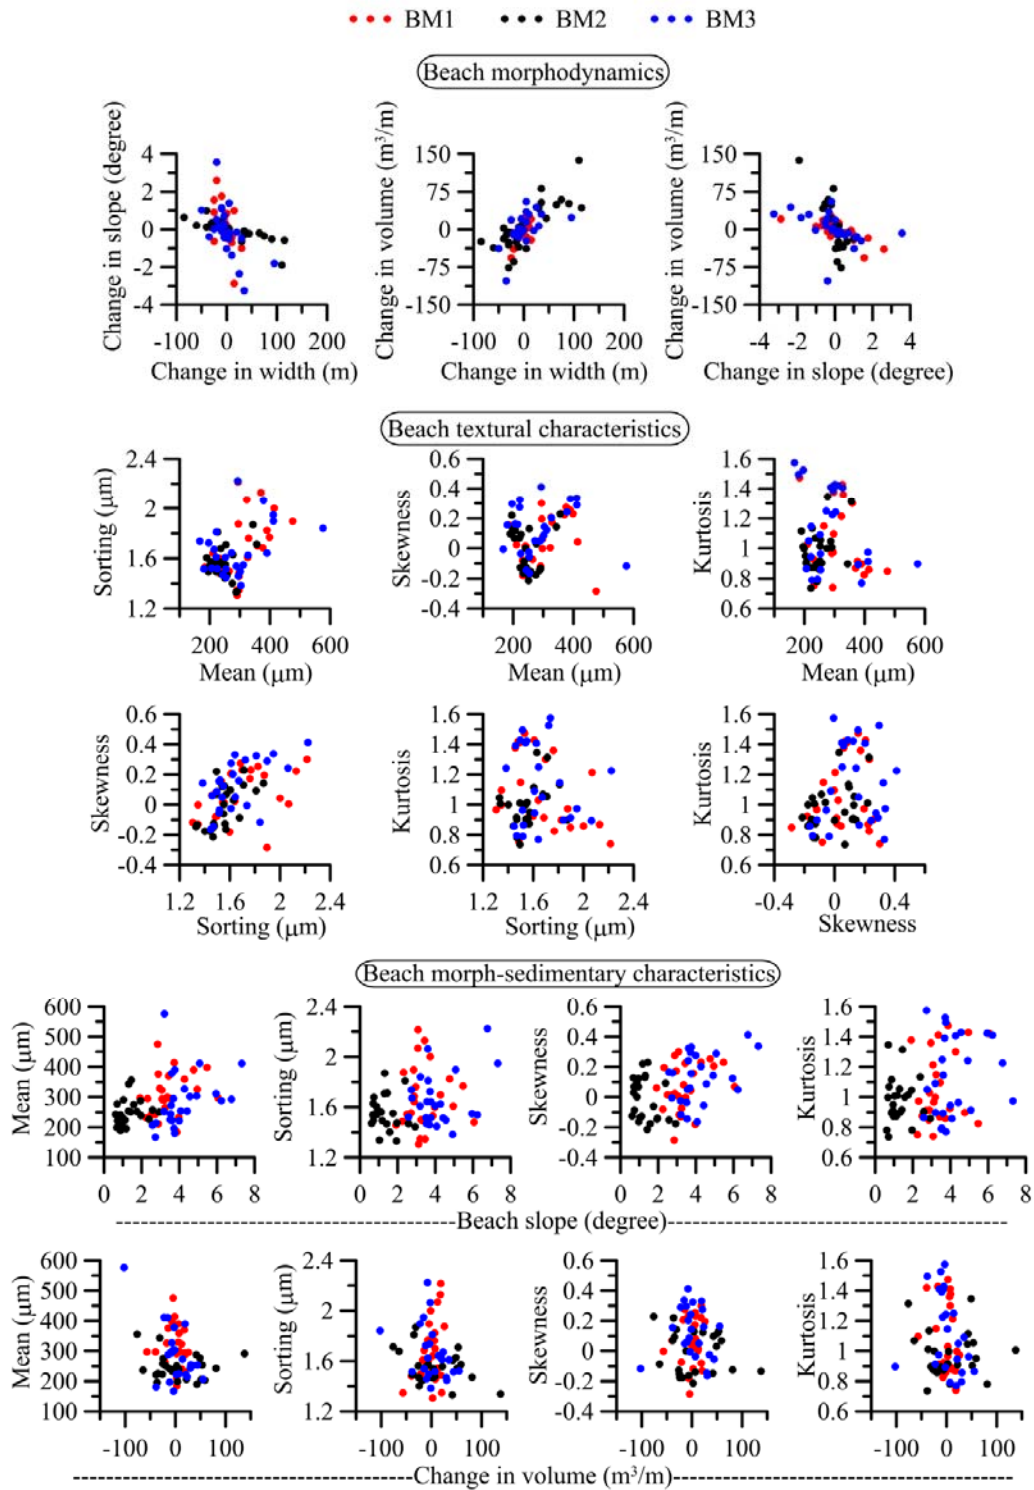 BM1 BM2 BM3
Beach morphodynamics
Change in slope (degree)
4
2
0
-2
-4
-100 0 100 200
Change in width (m)
Change in volume (m³/m)
150
75
0
-75
-150
-100 0 100 200
Change in width (m)
Change in volume (m³/m)
150
75
0
-75
-150
-4 -2 0 2 4
Change in slope (degree)
Beach textural characteristics
Sorting (μm)
2.4
2
1.6
1.2
200 400 600
Mean (μm)
Skewness
0.6
0.4
0.2
0
-0.2
-0.4
200 400 600
Mean (μm)
Kurtosis
1.6
1.4
1.2
1
0.8
0.6
200 400 600
Mean (μm)
Skewness
0.6
0.4
0.2
0
-0.2
-0.4
1.2 1.6 2 2.4
Sorting (μm)
Kurtosis
1.6
1.4
1.2
1
0.8
0.6
1.2 1.6 2 2.4
Sorting (μm)
Kurtosis
1.6
1.4
1.2
1
0.8
0.6
-0.4 0 0.4
Skewness
Beach morph-sedimentary characteristics
Mean (μm)
600
500
400
300
200
100
0 2 4 6 8
Sorting (μm)
2.4
2
1.6
1.2
0 2 4 6 8
Skewness
0.6
0.4
0.2
0
-0.2
-0.4
0 2 4 6 8
Kurtosis
1.6
1.4
1.2
1
0.8
0.6
0 2 4 6 8
Beach slope (degree)
Mean (μm)
600
500
400
300
200
100
-100 0 100
Sorting (μm)
2.4
2
1.6
1.2
-100 0 100
Skewness
0.6
0.4
0.2
0
-0.2
-0.4
-100 0 100
Kurtosis
1.6
1.4
1.2
1
0.8
0.6
-100 0 100
Change in volume (m³/m)